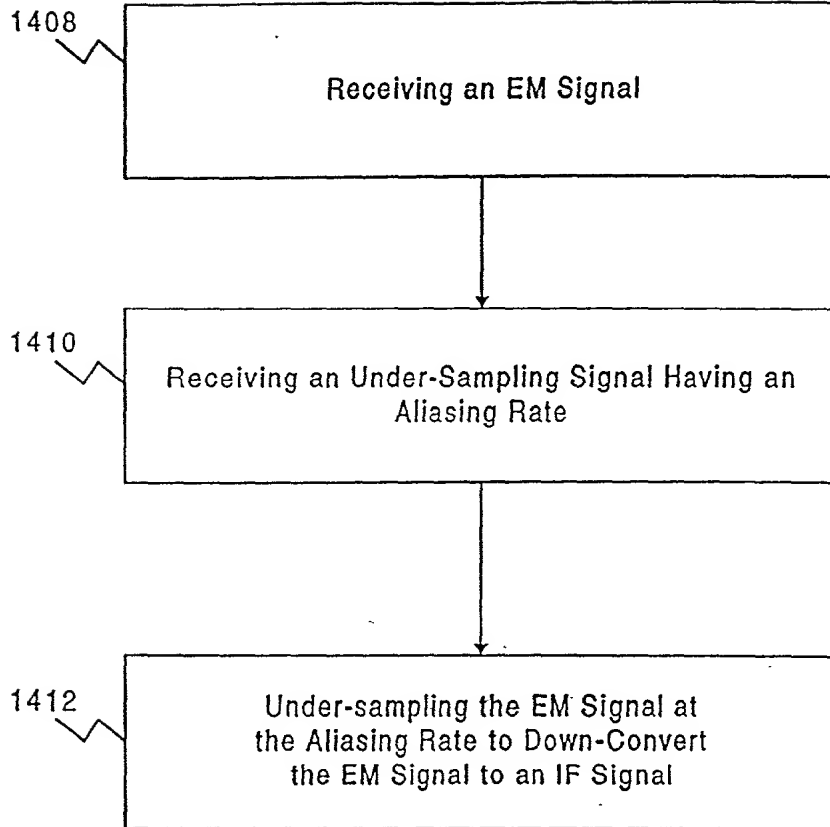 1408
Receiving an EM Signal
1410
Receiving an Under-Sampling Signal Having an
Aliasing Rate
1412
Under-sampling the EM Signal at
the Aliasing Rate to Down-Convert
the EM Signal to an IF Signal